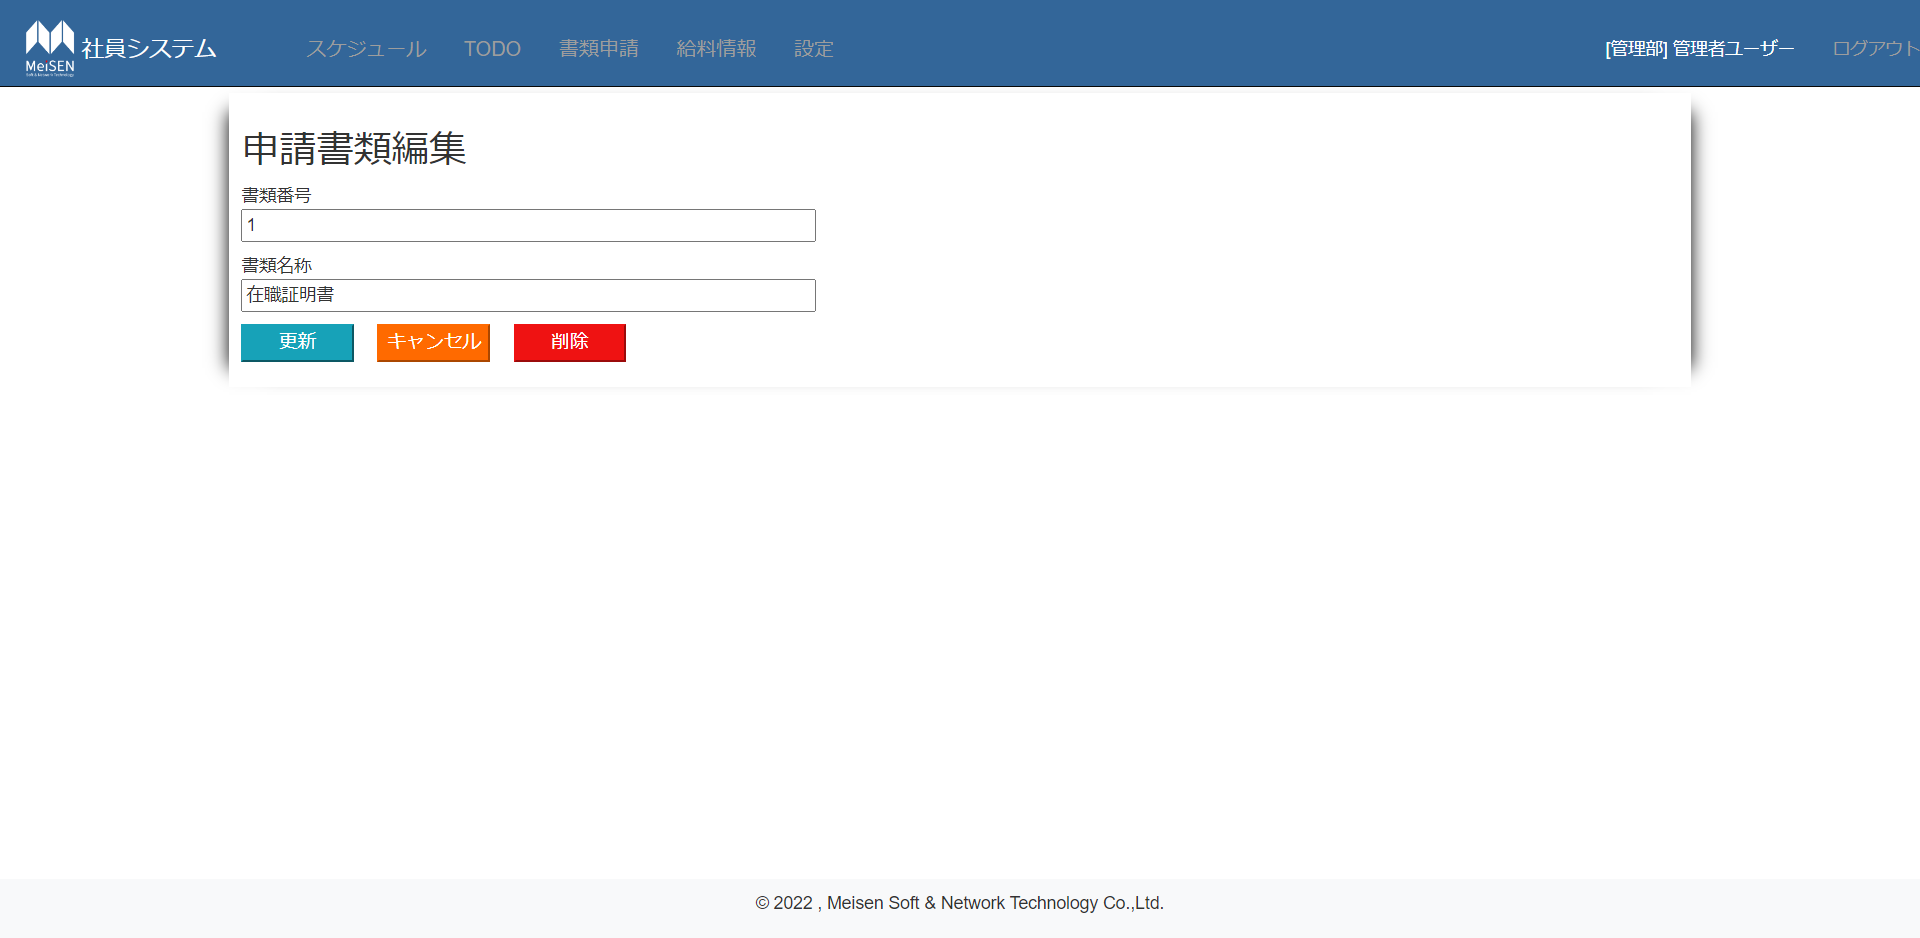 MeiSEN
Soft & Network Technology
社員システム
スケジュール
TODO
書類申請
給料情報
設定
[管理部] 管理者ユーザー
ログアウト
申請書類編集
書類番号
1
書類名称
在職証明書
更新
キャンセル
削除
© 2022 , Meisen Soft & Network Technology Co.,Ltd.